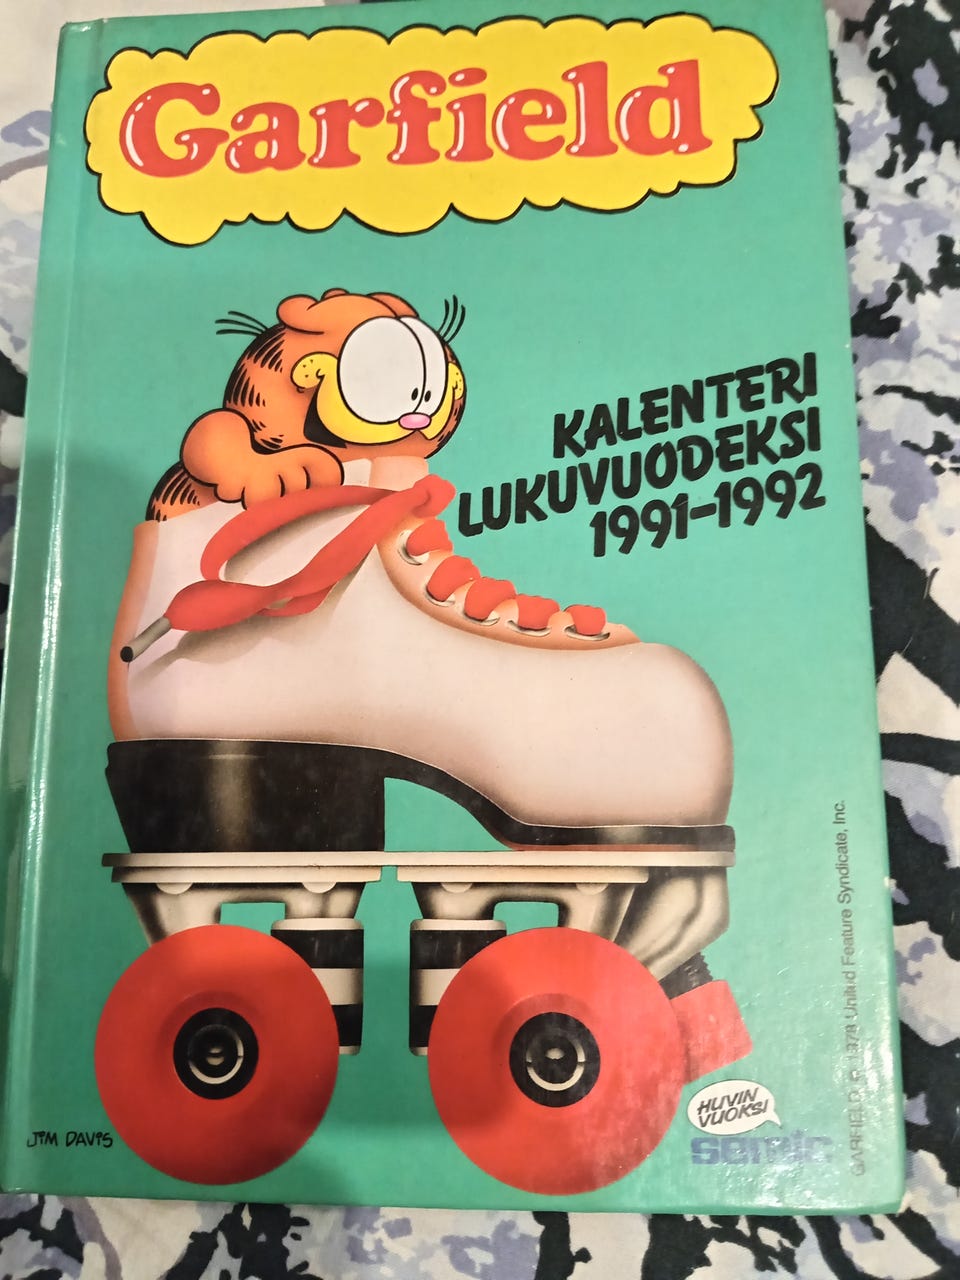 Garfield
KALENTERI
LUKUVUODEKSI
1991-1992
HUVIN
VUOKSI
semic
JIM DAVIS
GARFIELD: © 1978 United Feature Syndicate, Inc.